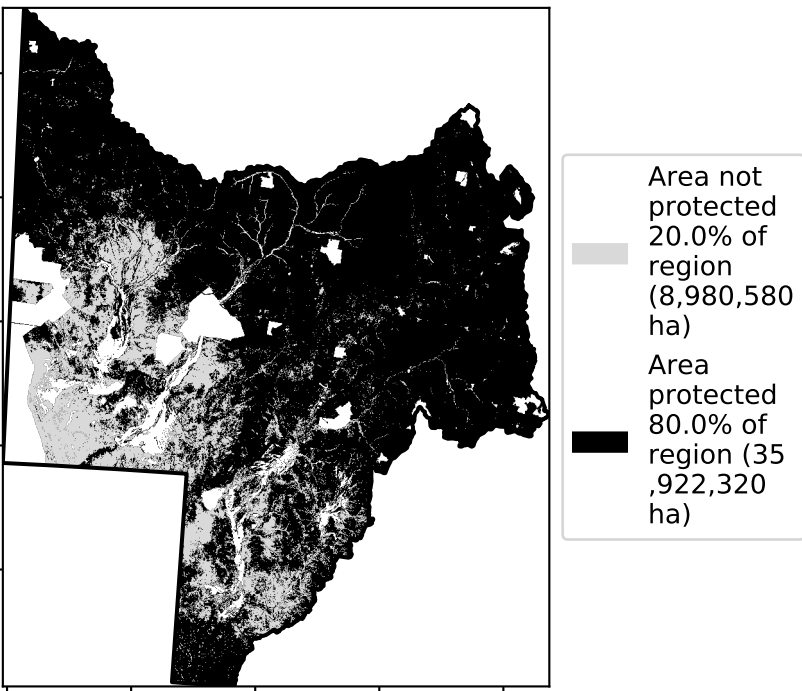 Area not
protected
20.0% of
region
(8,980,580
ha)
Area
protected
80.0% of
region (35
,922,320
ha)